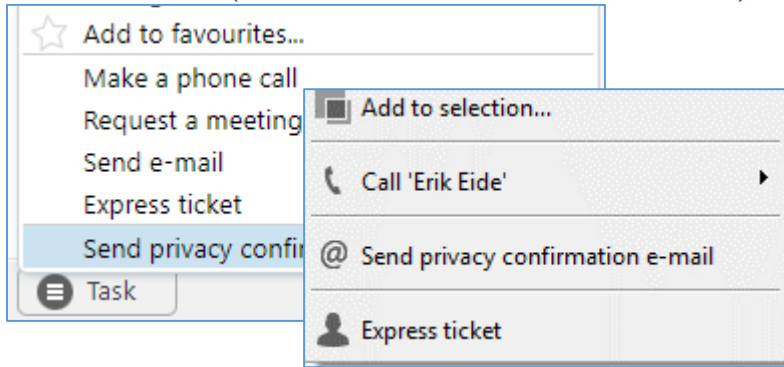 Add to favourites...
Make a phone call
Request a meeting
Send e-mail
Express ticket
Send privacy
Task
Add to selection...
Call 'Erik Eide'
@ Send privacy confirmation e-mail
Express ticket